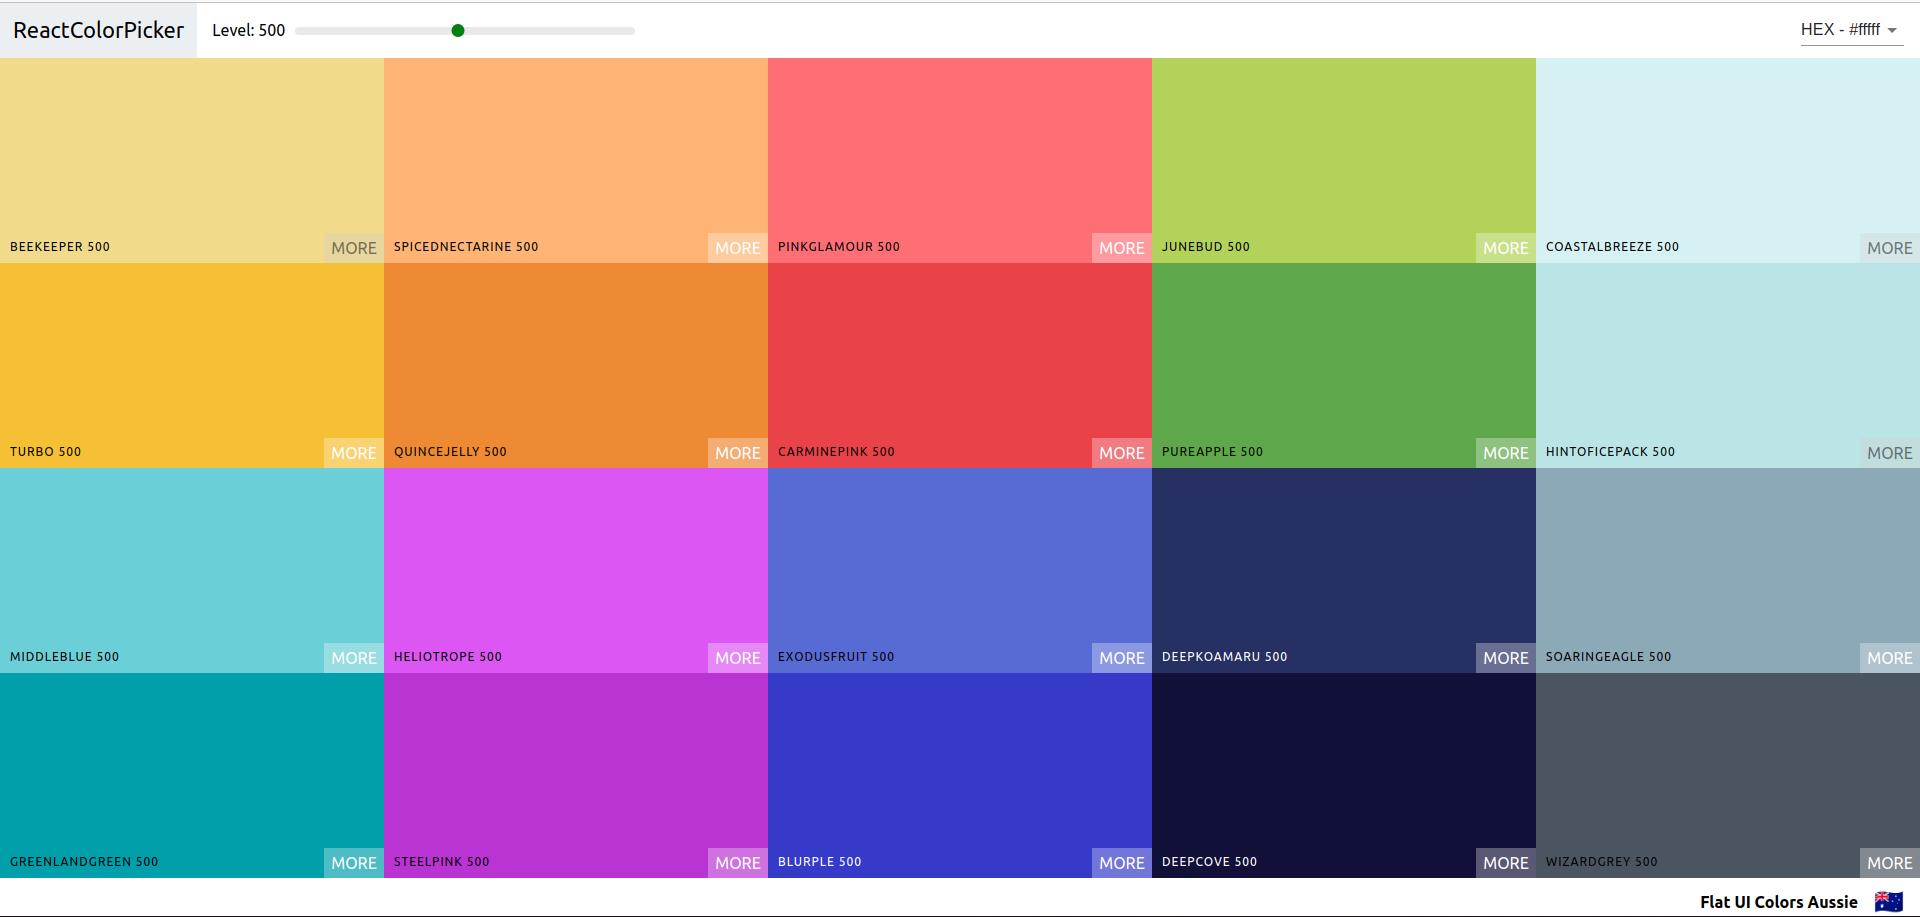 ReactColorPicker Level: 500 HEX - #ffffff
BEEKEEPER 500 MORE SPICEDNECTARINE 500 MORE PINKGLAMOUR 500 MORE JUNEBUD 500 MORE COASTALBREEZE 500 MORE
TURBO 500 MORE QUINCEJELLY 500 MORE CARMINEPINK 500 MORE PUREAPPLE 500 MORE HINTOFICEPACK 500 MORE
MIDDLEBLUE 500 MORE HELIOTROPE 500 MORE EXODUSFRUIT 500 MORE DEEPKOAMARU 500 MORE SOARINGEAGLE 500 MORE
GREENLANDGREEN 500 MORE STEELPINK 500 MORE BLURPLE 500 MORE DEEPCOVE 500 MORE WIZARDGREY 500 MORE
Flat UI Colors Aussie